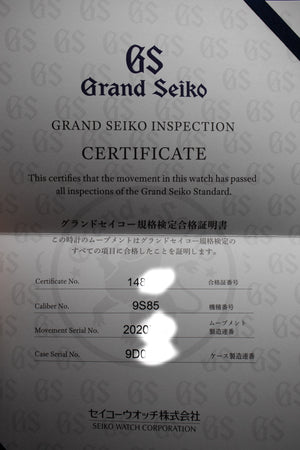 GS
Grand Seiko
GRAND SEIKO INSPECTION
CERTIFICATE
This certifies that the movement in this watch has passed
all inspections of the Grand Seiko Standard.
グランドセイコー規格検定合格証明書
この時計のムーブメントはグランドセイコー規格検定の
すべての項目に合格したことを証明します。
Certificate No. 148 合格証番号
Caliber No. 9S85 機種番号
Movement Serial No. 2020 ムーブメント
製造連番
Case Serial No. 9D0 ケース製造連番
セイコーウオッチ株式会社
SEIKO WATCH CORPORATION